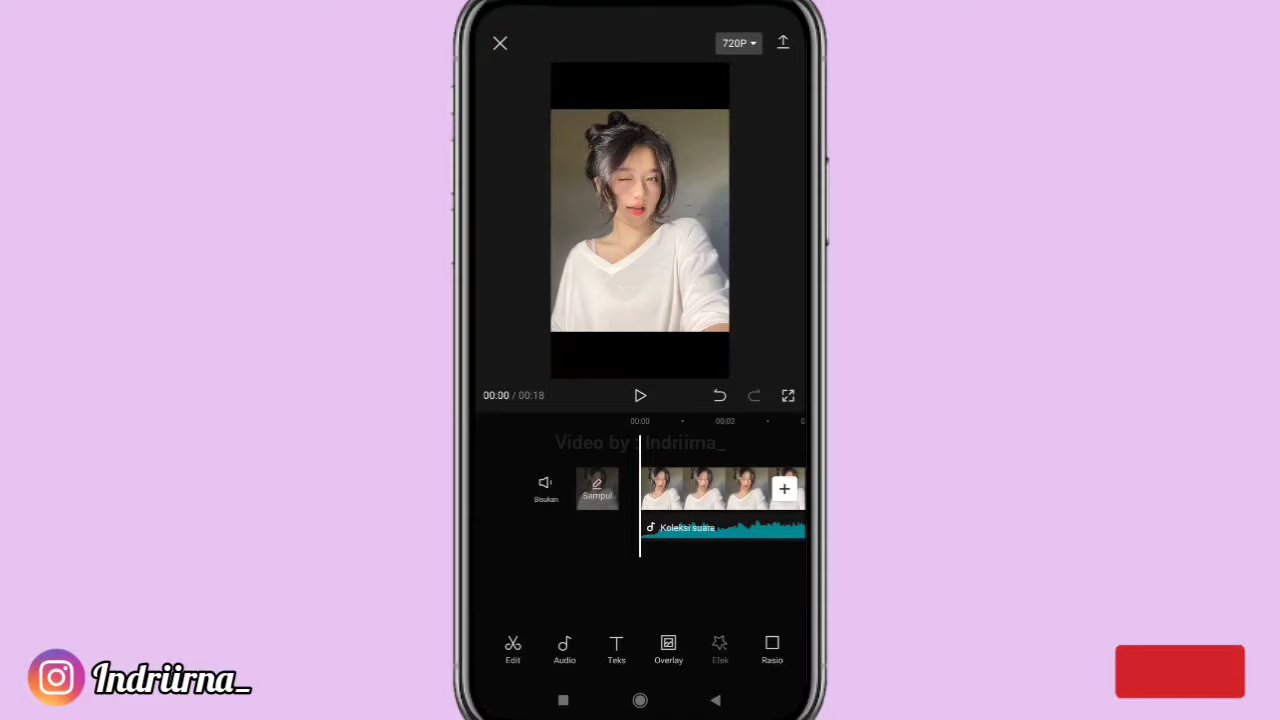 720P
00:00 / 00:18
00:00
00:02
Video by : Indriirna_
Bisukan
Sampul
Koleksi suara
Edit
Audio
Teks
Overlay
Efek
Rasio
Indriirna_